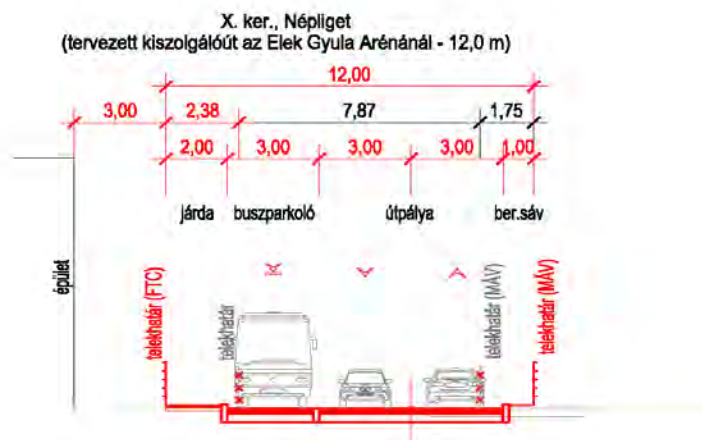 X. ker., Népliget
(tervezett kiszolgálóút az Elek Gyula Arénánál - 12,0 m)
12,00
3,00 2,38 7,87 1,75
2,00 3,00 3,00 3,00 1,00
járda buszparkoló útpálya ber.sáv
épület
telekhatár (FTC)
telekhatár
telekhatár (MÁV)
telekhatár (MÁV)